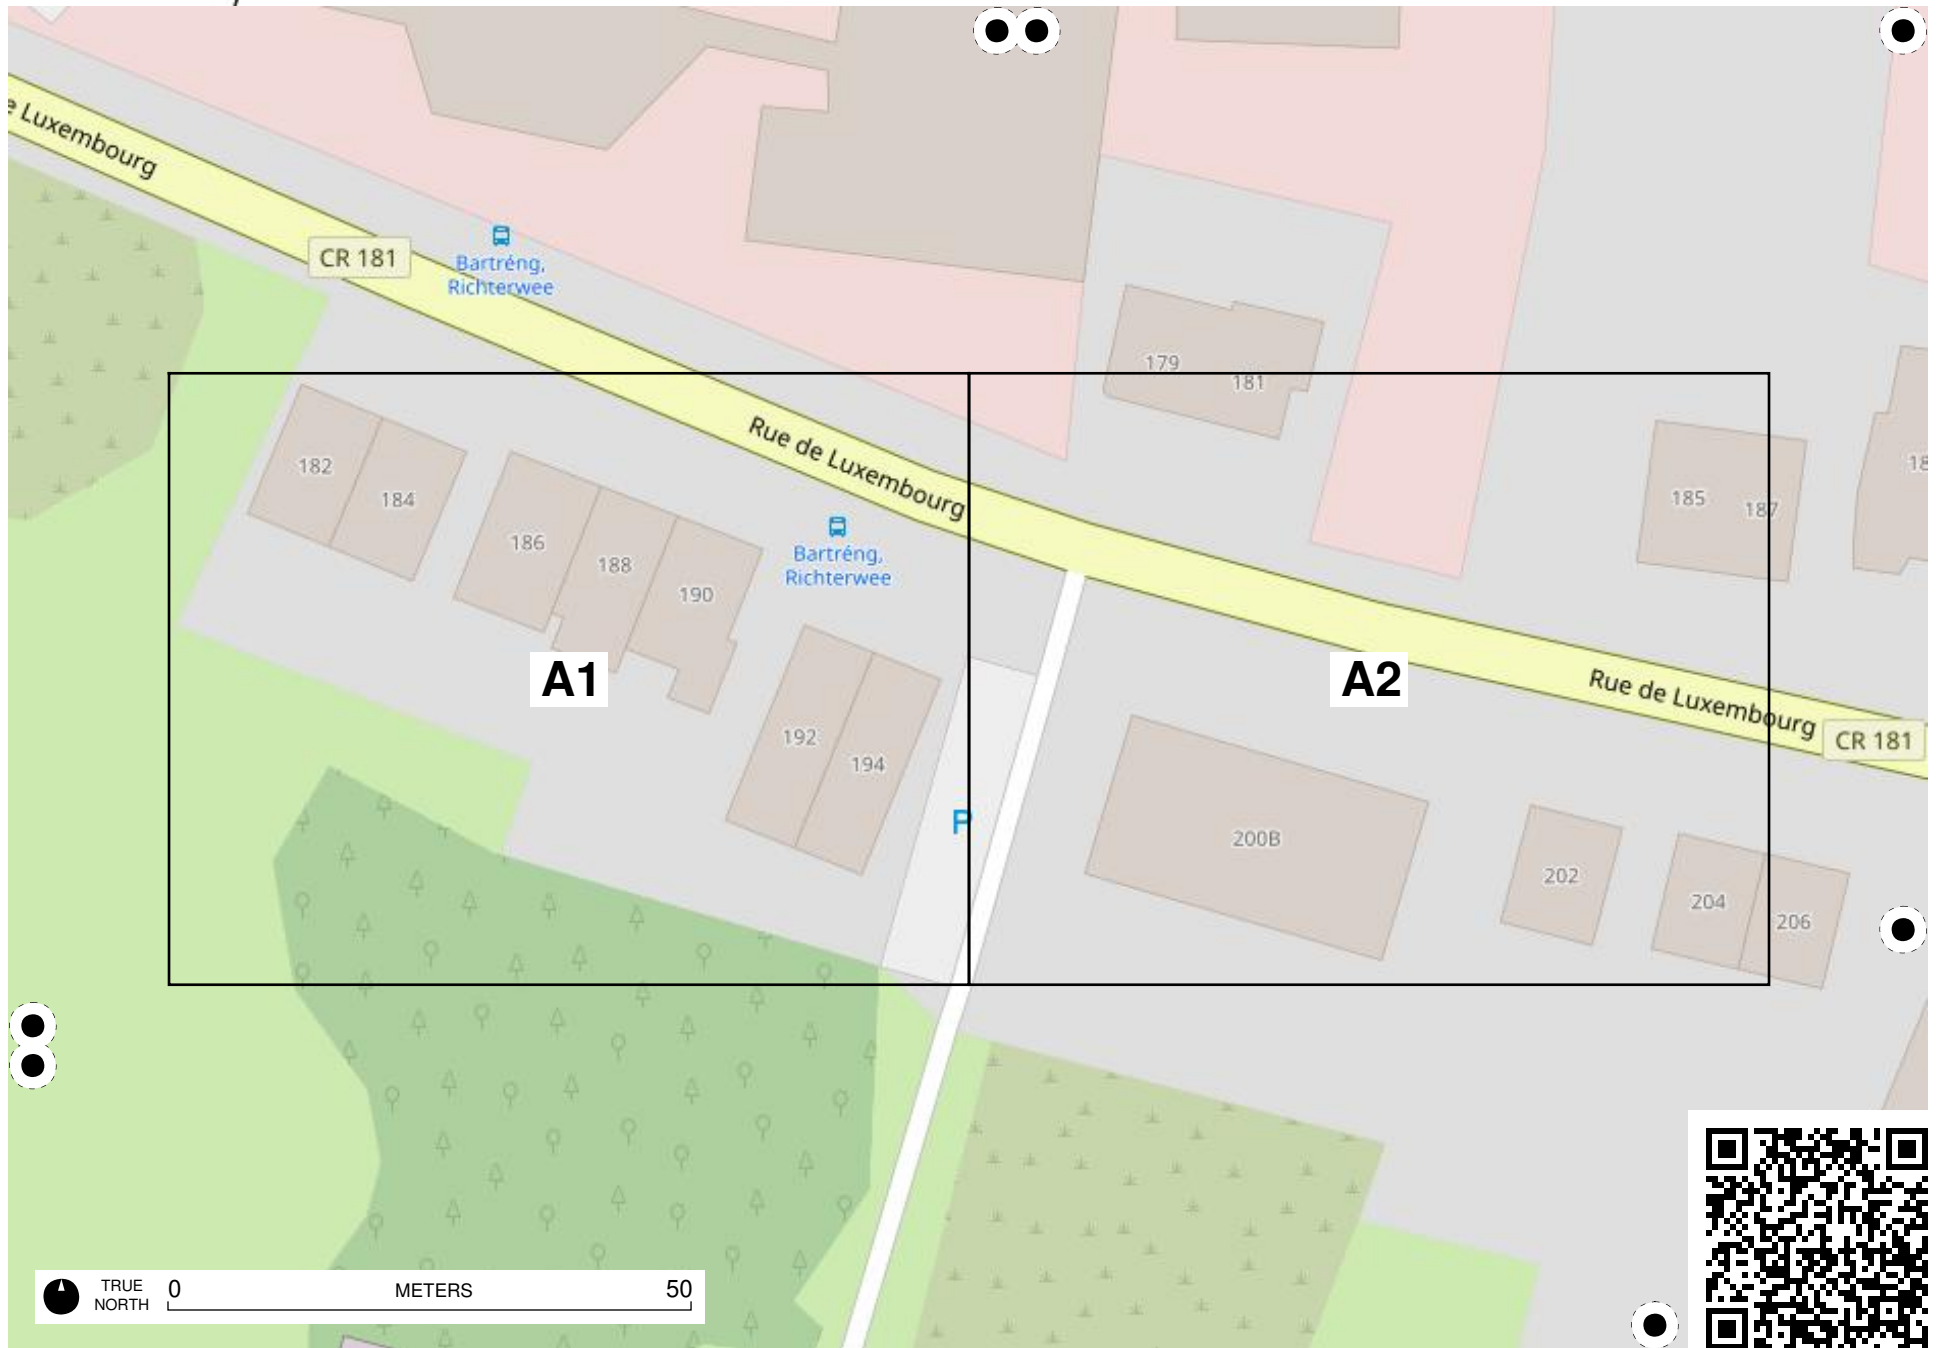 e Luxembourg
CR 181
Bartréng,
Richterwee
179
181
Rue de Luxembourg
182
184
185
187
18
186
188
190
Bartréng,
Richterwee
A1
A2
Rue de Luxembourg
CR 181
192
194
P
200B
202
204
206
TRUE
NORTH
0
METERS
50